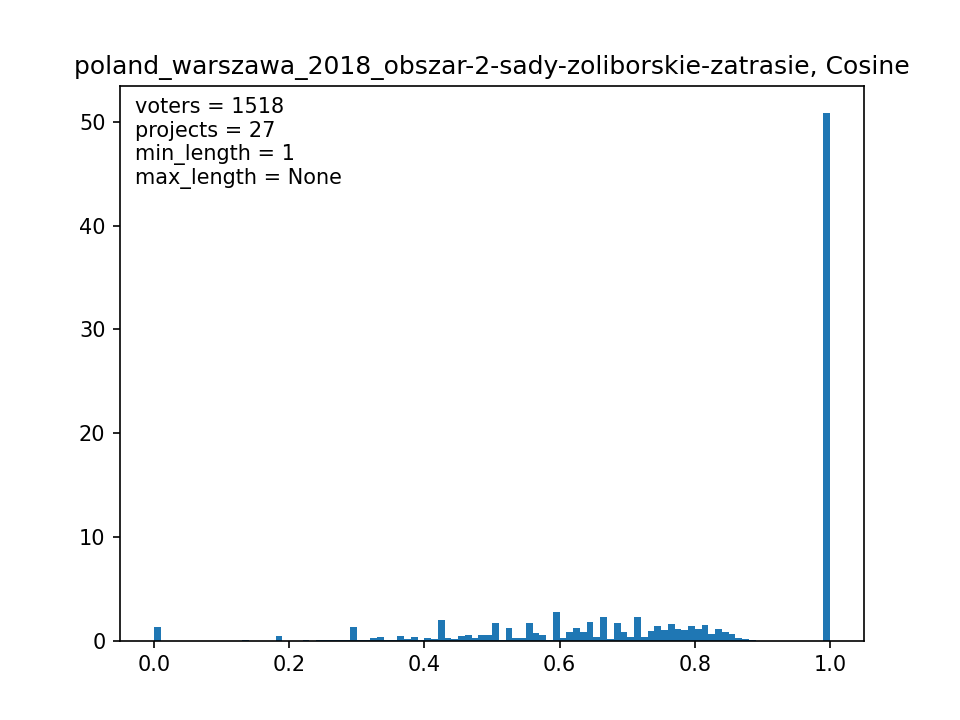 poland_warszawa_2018_obszar-2-sady-zoliborskie-zatrasie, Cosine
voters = 1518
projects = 27
min_length = 1
max_length = None
50
40
30
20
10
0
0.0 0.2 0.4 0.6 0.8 1.0